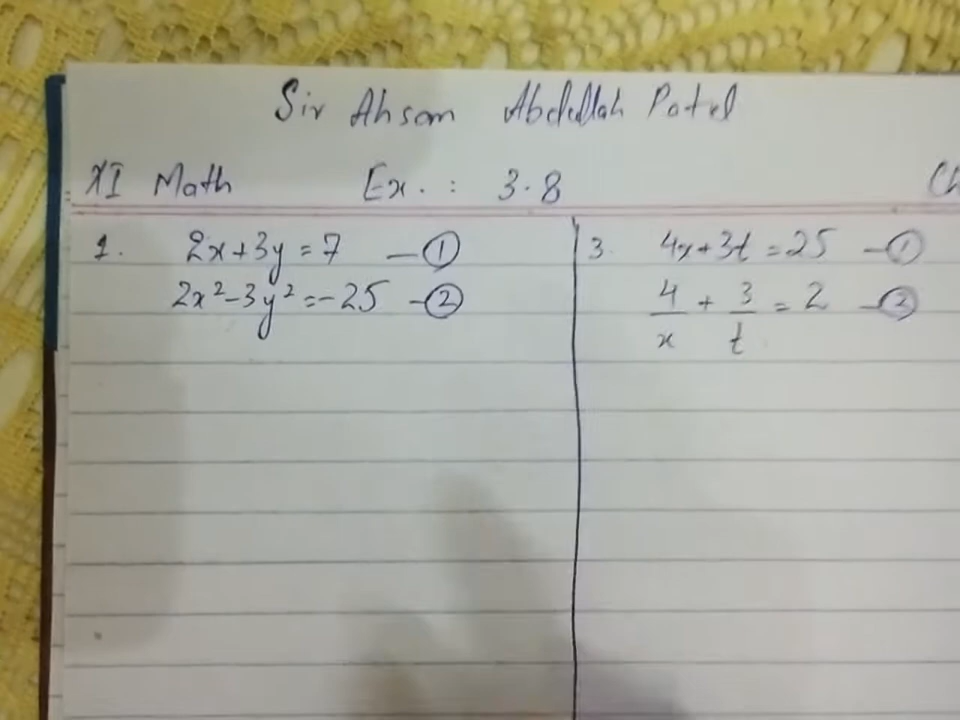 Sir Ahsan Abdullah Patel
XI Math Ex. : 3.8 Ch
1. 2x+3y = 7 — ①
2x²-3y² = -25 — ②
3. 4x+3t = 25 — ①
4/x + 3/t = 2 — ②